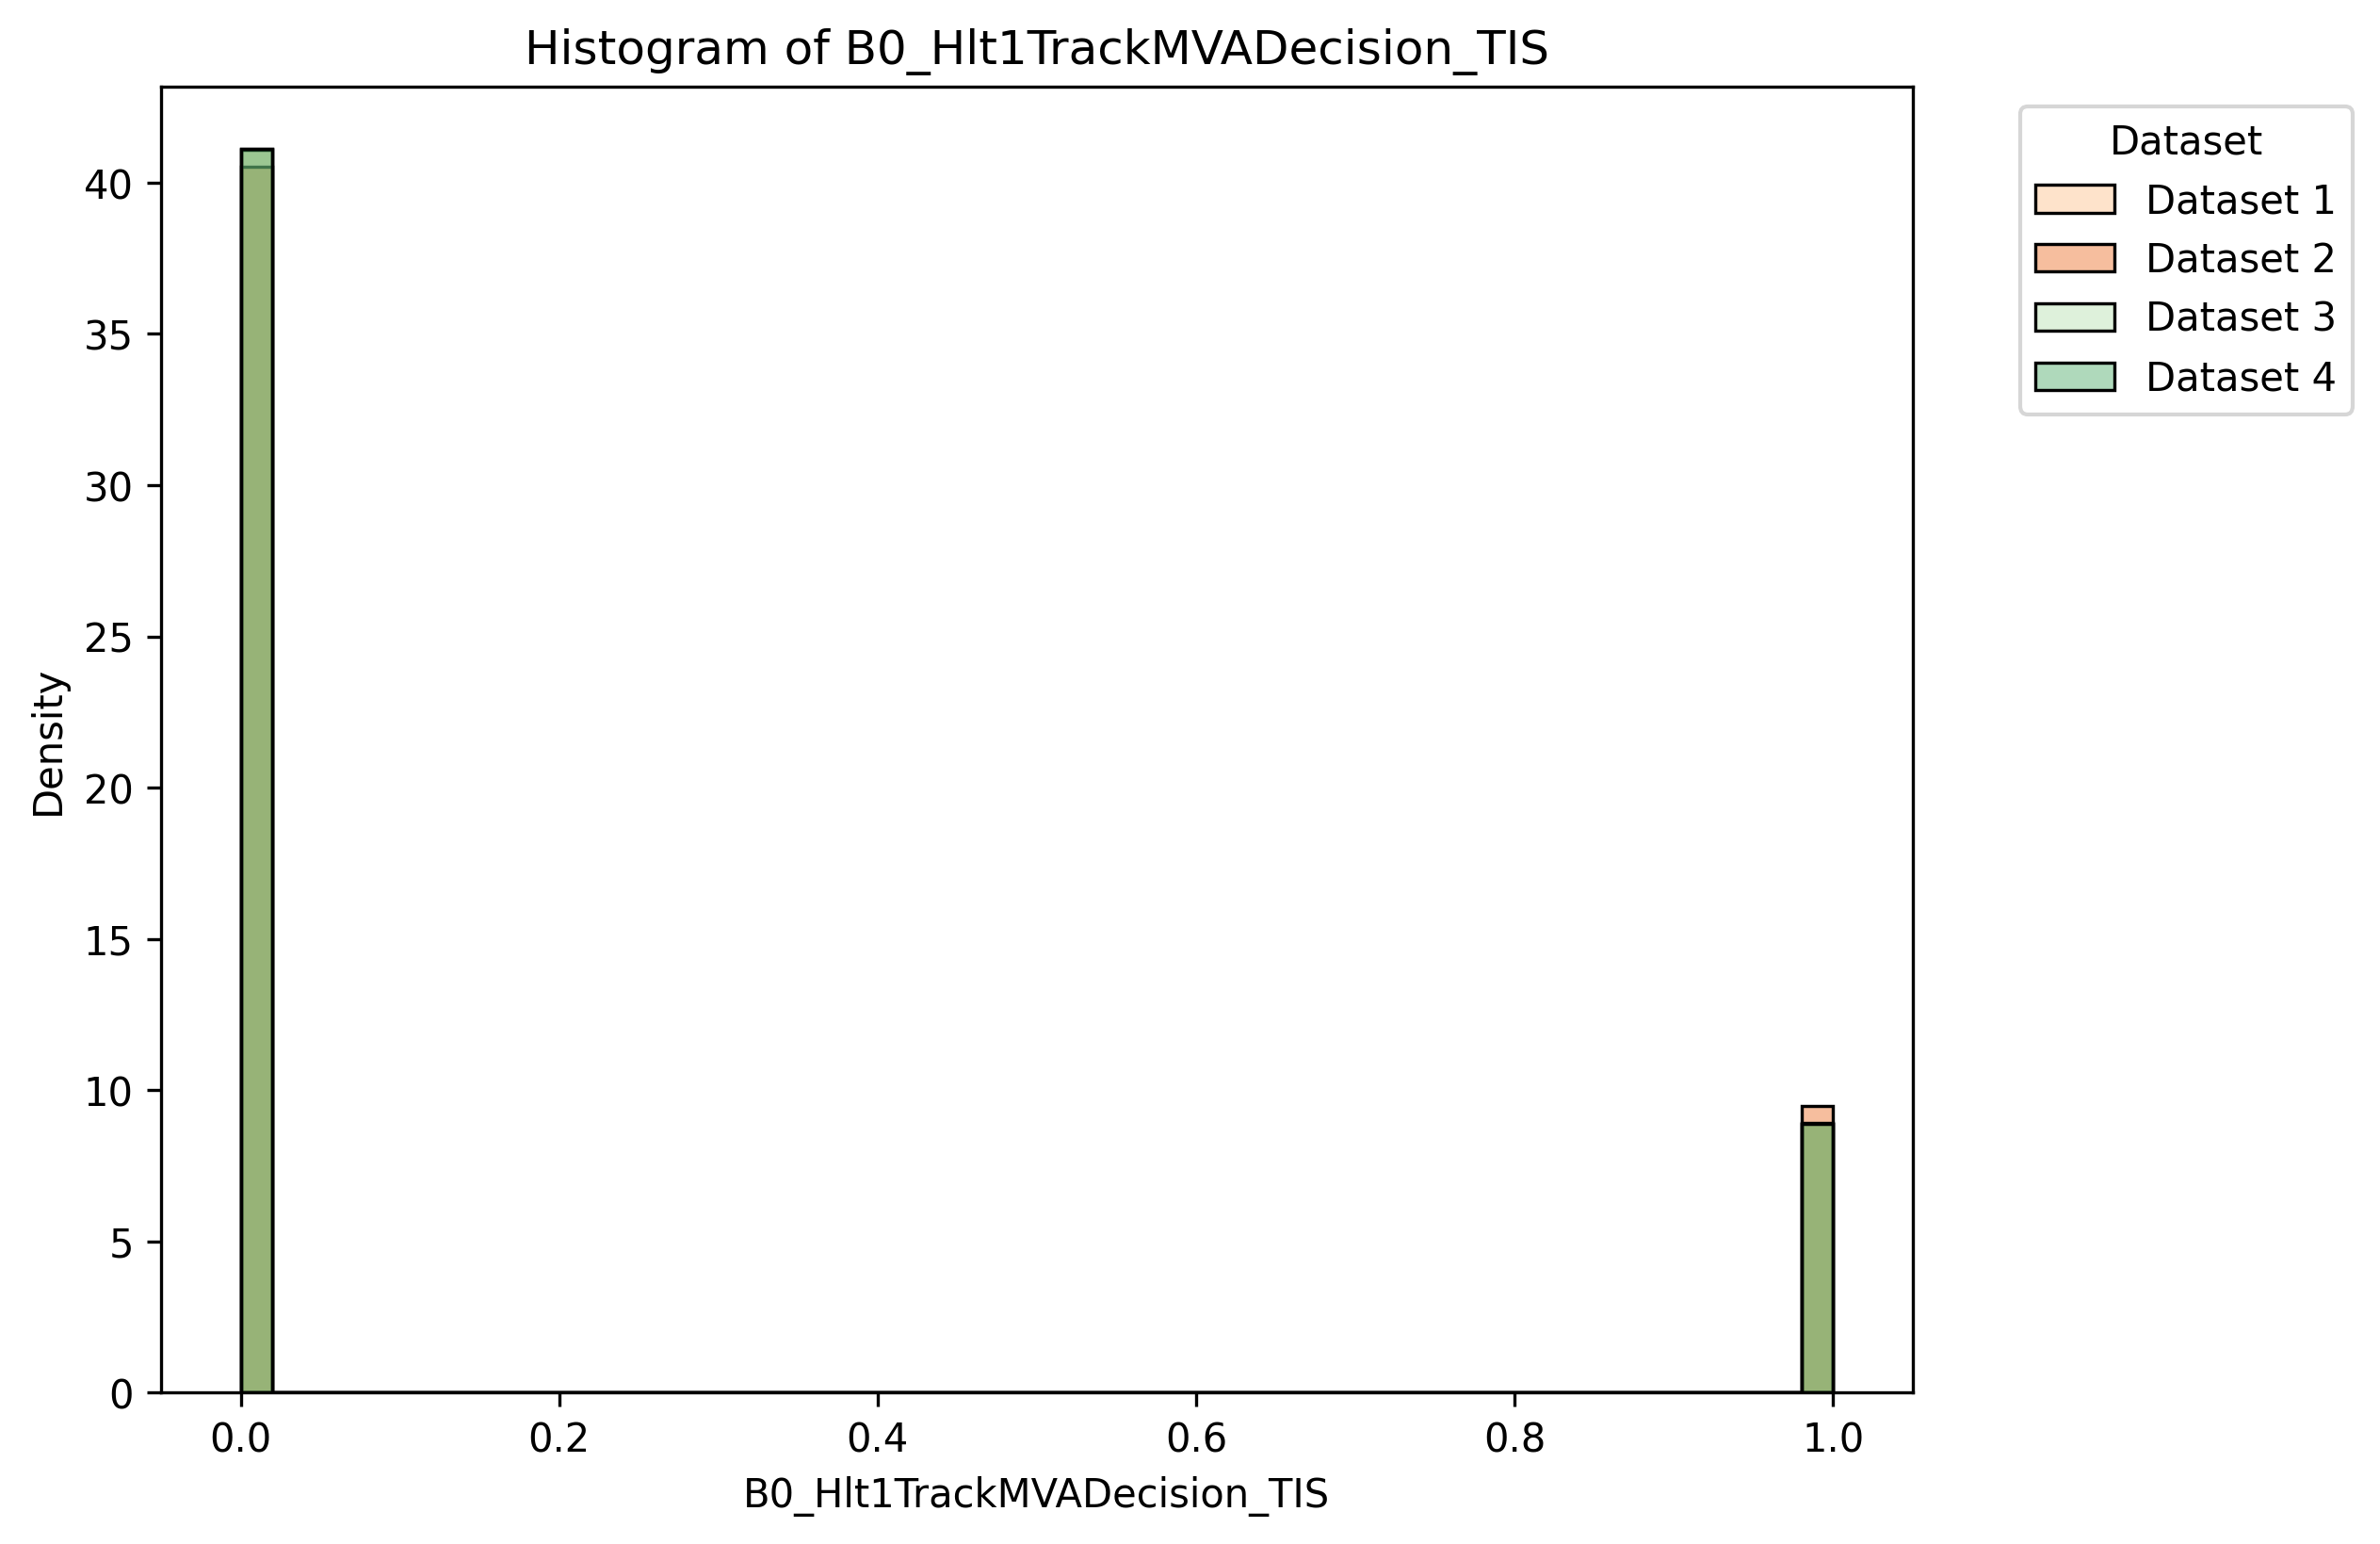 Histogram of B0_Hlt1TrackMVADecision_TIS
Dataset
Dataset 1
Dataset 2
Dataset 3
Dataset 4
Density
40
35
30
25
20
15
10
5
0
0.0 0.2 0.4 0.6 0.8 1.0
B0_Hlt1TrackMVADecision_TIS